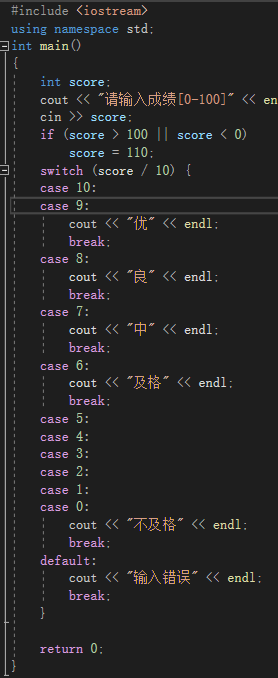 #include <iostream>
using namespace std;
int main()
{
int score;
cout << "请输入成绩[0-100]" << en
cin >> score;
if (score > 100 || score < 0)
score = 110;
switch (score / 10) {
case 10:
case 9:
cout << "优" << endl;
break;
case 8:
cout << "良" << endl;
break;
case 7:
cout << "中" << endl;
break;
case 6:
cout << "及格" << endl;
break;
case 5:
case 4:
case 3:
case 2:
case 1:
case 0:
cout << "不及格" << endl;
break;
default:
cout << "输入错误" << endl;
break;
}
return 0;
}